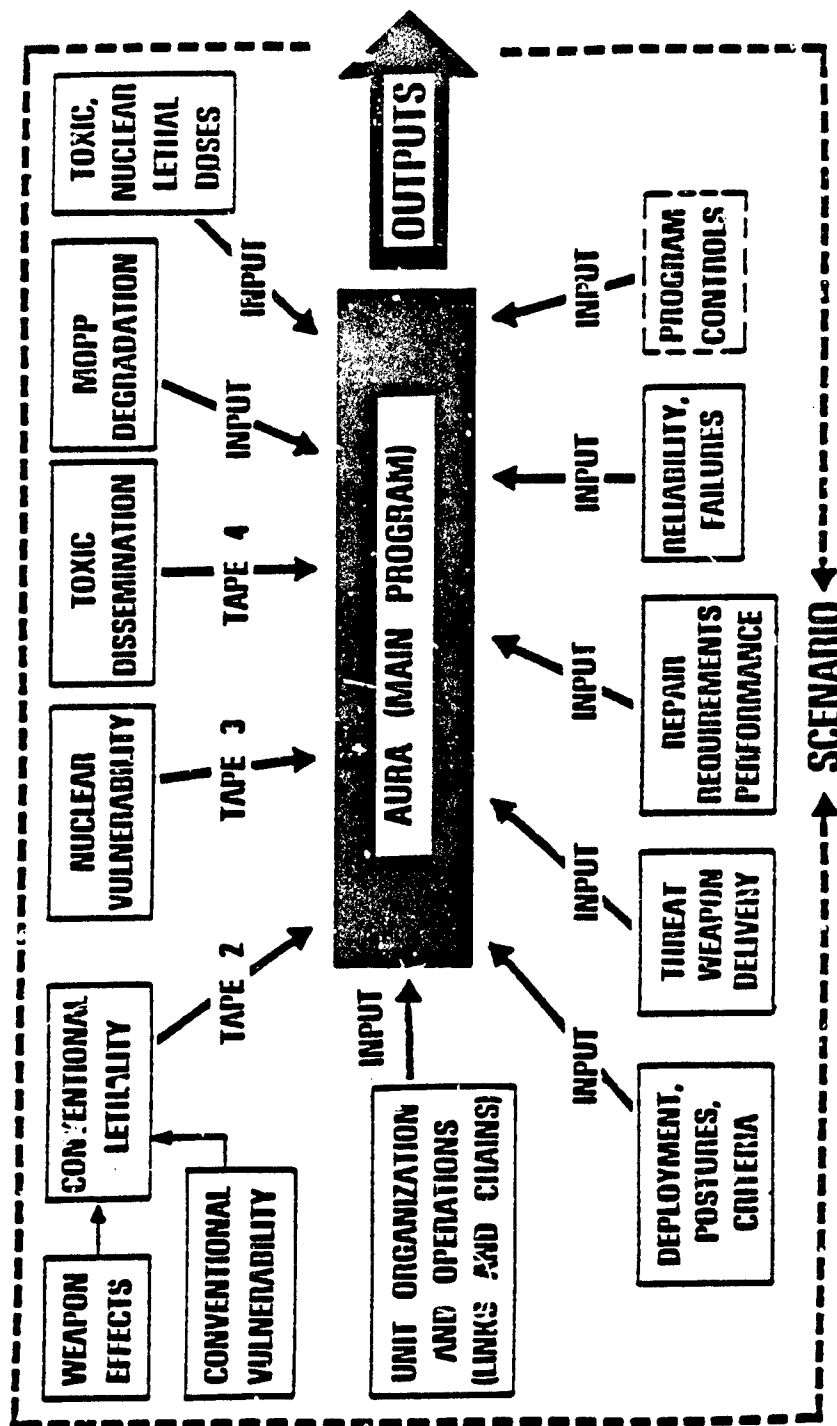 WEAPON
EFFECTS
CONVENTIONAL
LETHALITY
CONVENTIONAL
VULNERABILITY
TAPE 2
NUCLEAR
VULNERABILITY
TAPE 3
TOXIC
DISSEMINATION
TAPE 4
MOPP
DEGRADATION
INPUT
TOXIC,
NUCLEAR
LETHAL
DOSES
INPUT
UNIT ORGANIZATION
AND OPERATIONS
(LINKS AND CHAINS)
INPUT
AURA (MAIN PROGRAM)
OUTPUTS
INPUT
DEPLOYMENT,
POSTURES,
CRITERIA
INPUT
THREAT
WEAPON
DELIVERY
INPUT
REPAIR
REQUIREMENTS
PERFORMANCE
INPUT
RELIABILITY,
FAILURES
INPUT
PROGRAM
CONTROLS
SCENARIO